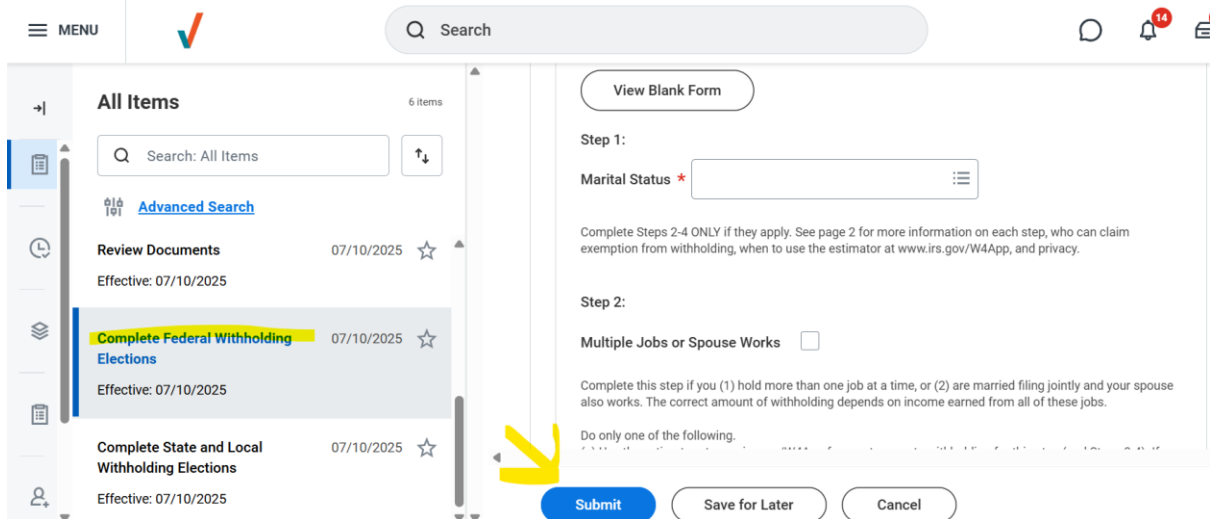 MENU
Search
14
All Items
6 items
Search: All Items
Advanced Search
Review Documents 07/10/2025
Effective: 07/10/2025
Complete Federal Withholding 07/10/2025
Elections
Effective: 07/10/2025
Complete State and Local 07/10/2025
Withholding Elections
Effective: 07/10/2025
View Blank Form
Step 1:
Marital Status *
Complete Steps 2-4 ONLY if they apply. See page 2 for more information on each step, who can claim
exemption from withholding, when to use the estimator at www.irs.gov/W4App, and privacy.
Step 2:
Multiple Jobs or Spouse Works
Complete this step if you (1) hold more than one job at a time, or (2) are married filing jointly and your spouse
also works. The correct amount of withholding depends on income earned from all of these jobs.
Do only one of the following.
Submit
Save for Later
Cancel